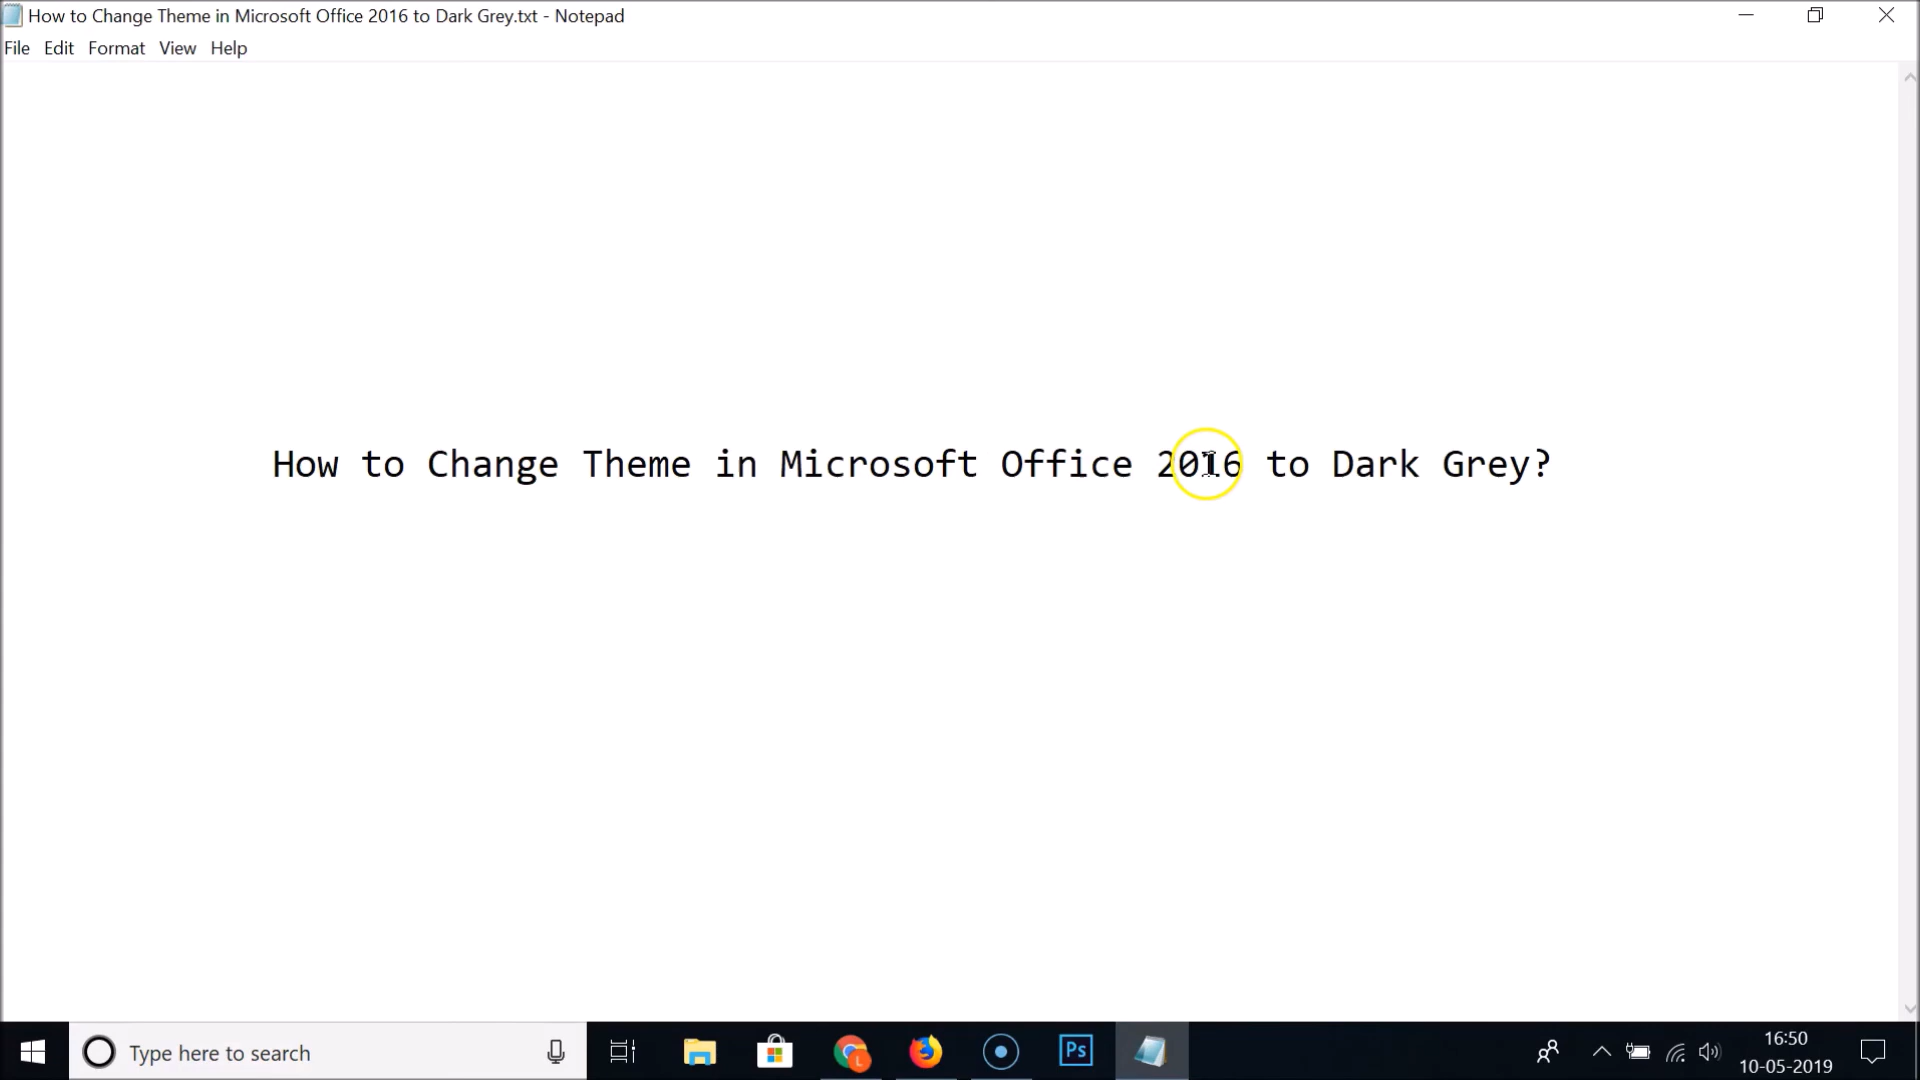 How to Change Theme in Microsoft Office 2016 to Dark Grey.txt - Notepad
File Edit Format View Help
How to Change Theme in Microsoft Office 2016 to Dark Grey?
Type here to search
L
Ps
16:50
10-05-2019